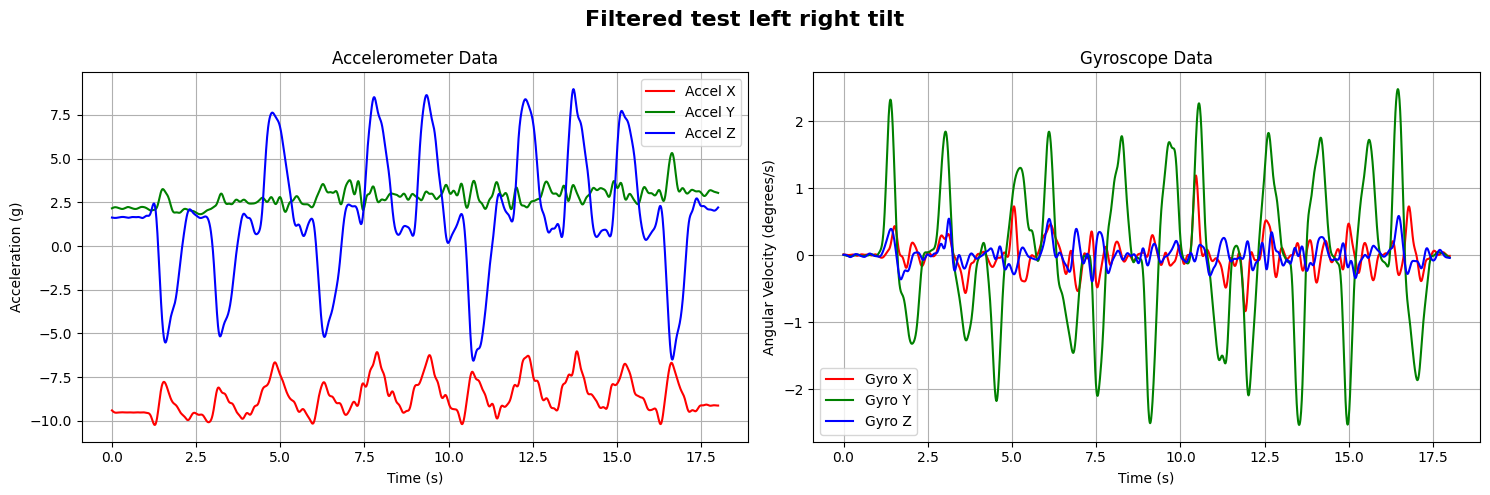 Filtered test left right tilt
Accelerometer Data
Acceleration (g)
7.5
5.0
2.5
0.0
−2.5
−5.0
−7.5
−10.0
Accel X
Accel Y
Accel Z
0.0 2.5 5.0 7.5 10.0 12.5 15.0 17.5
Time (s)
Gyroscope Data
Angular Velocity (degrees/s)
2
1
0
−1
−2
Gyro X
Gyro Y
Gyro Z
0.0 2.5 5.0 7.5 10.0 12.5 15.0 17.5
Time (s)